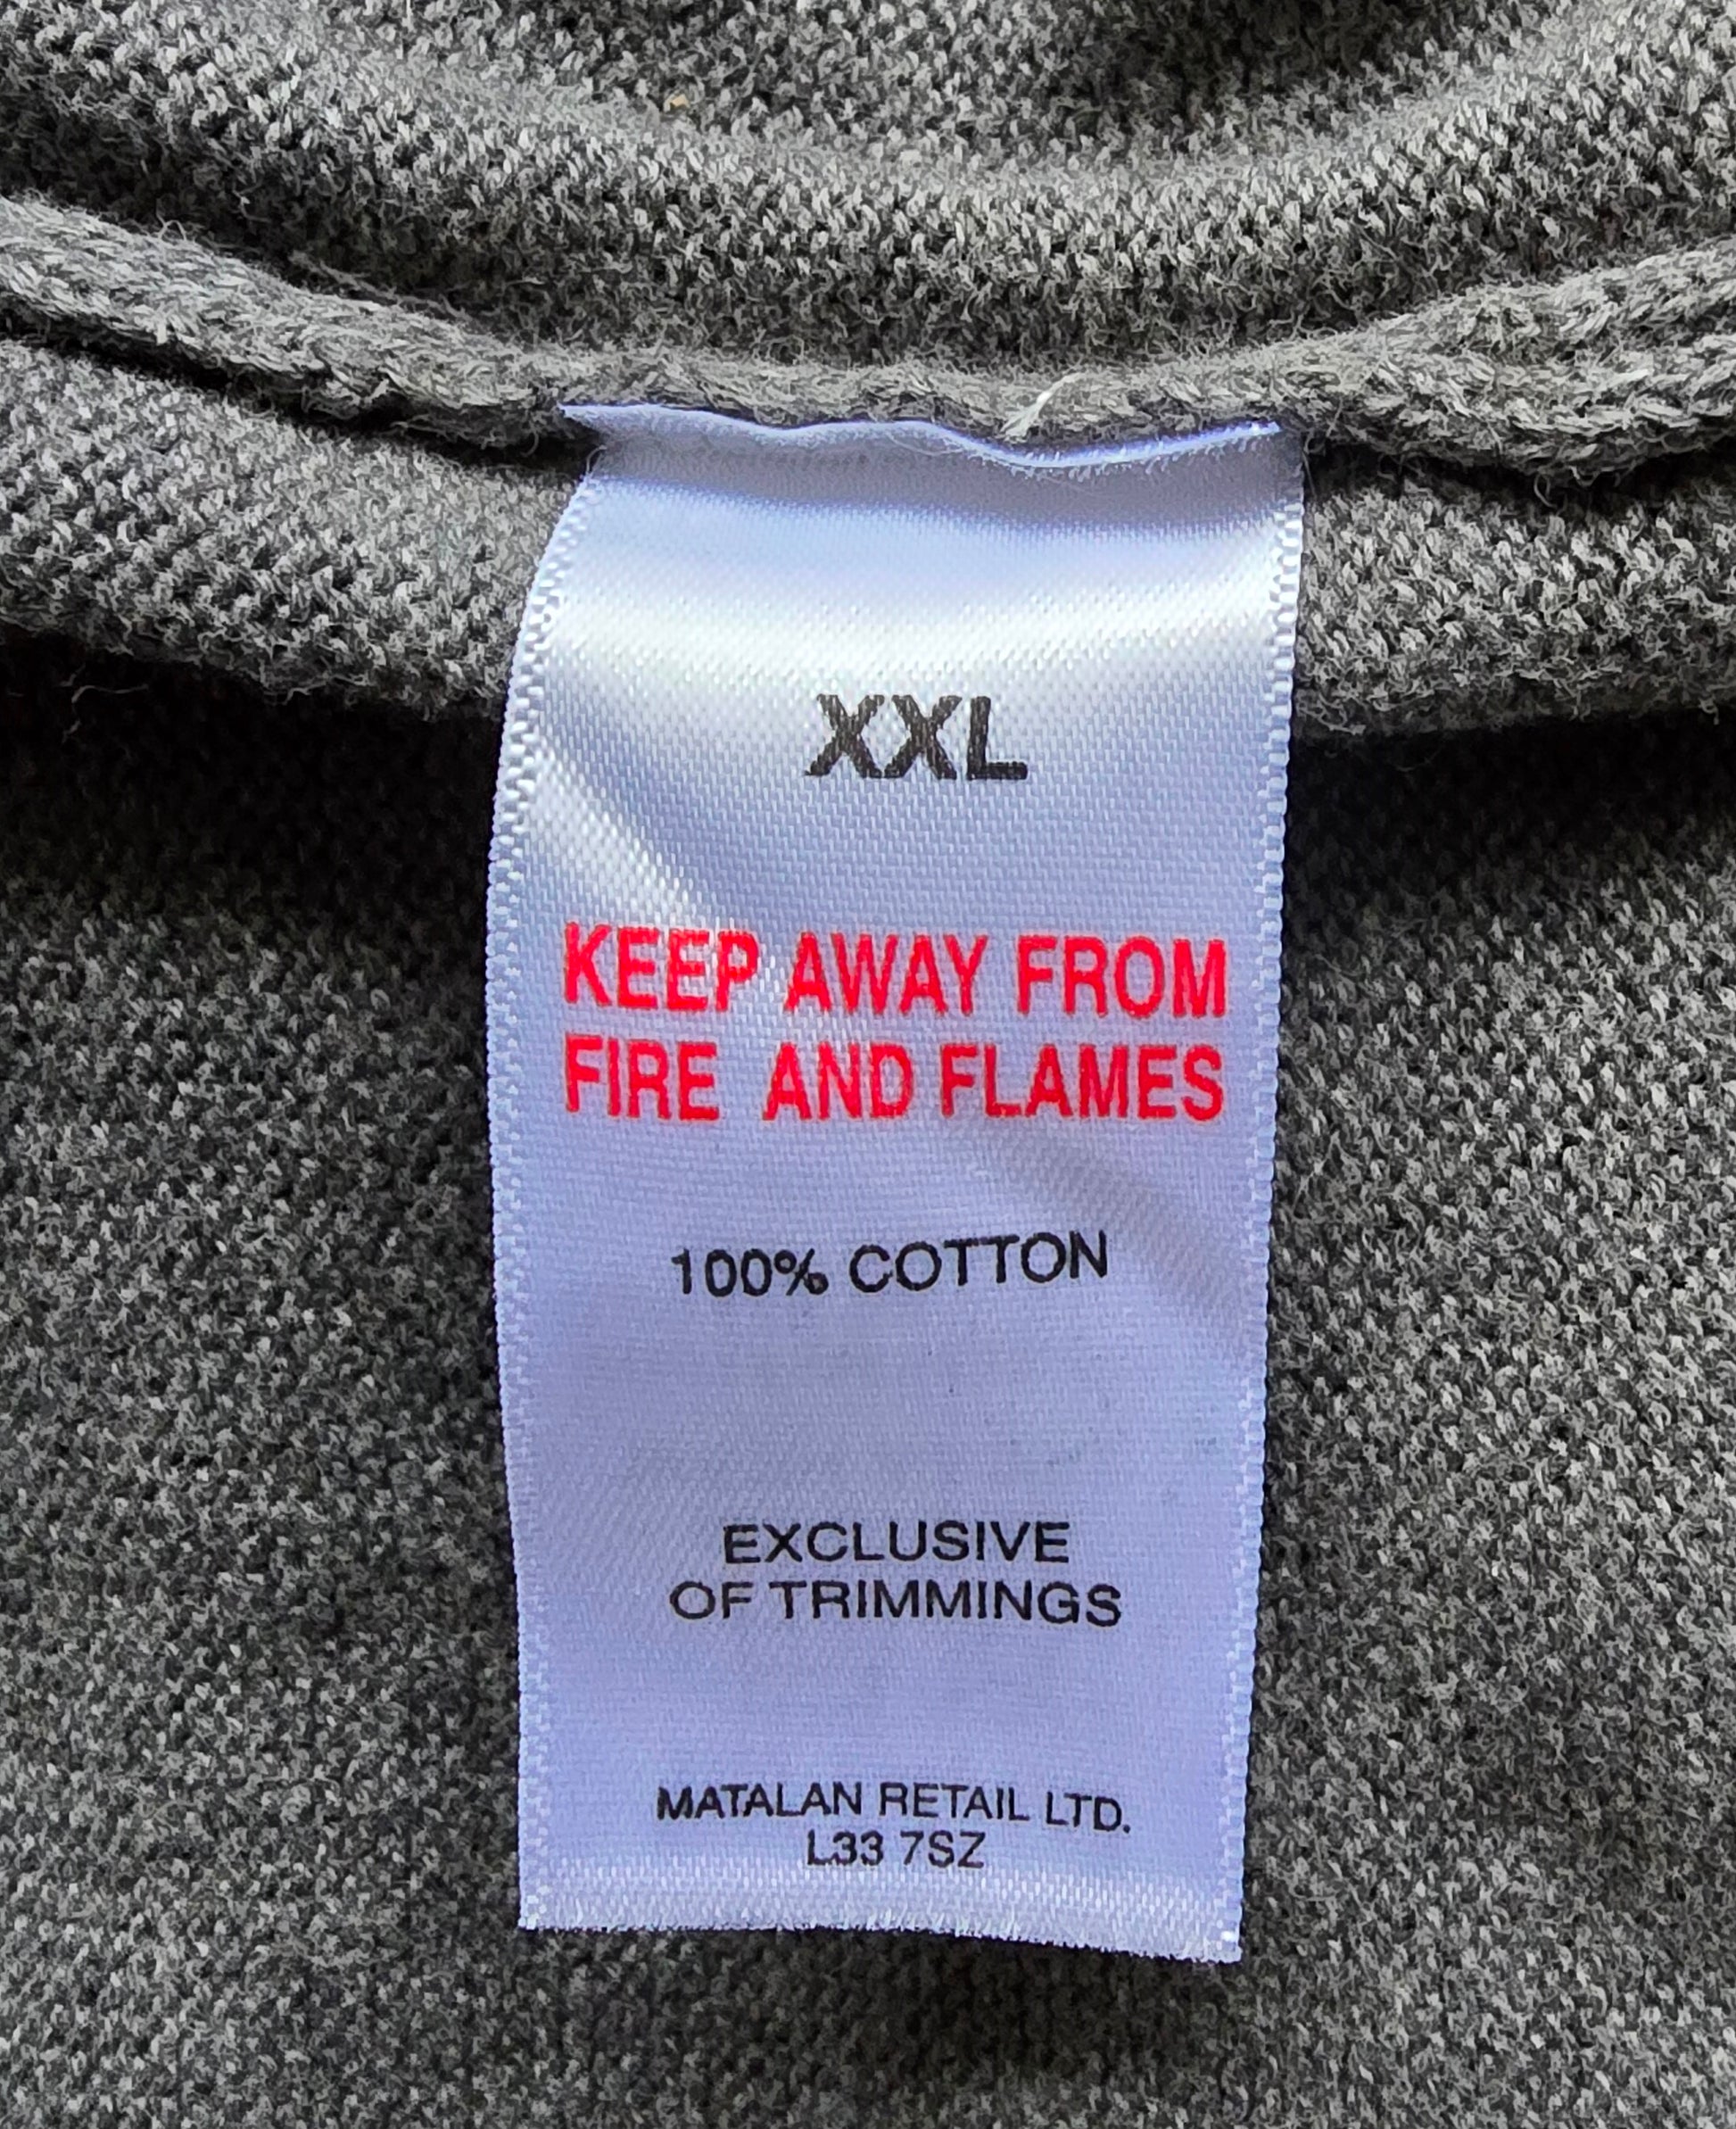 XXL
KEEP AWAY FROM
FIRE AND FLAMES
100% COTTON
EXCLUSIVE
OF TRIMMINGS
MATALAN RETAIL LTD.
L33 7SZ